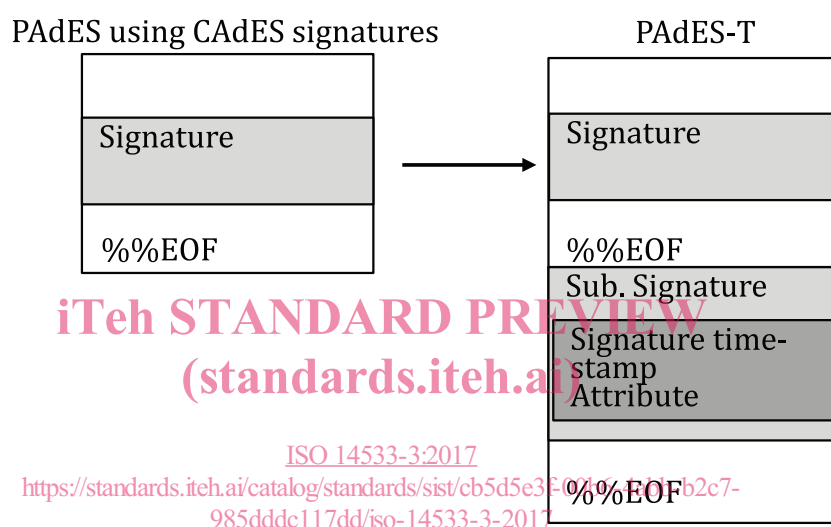 PAdES using CAdES signatures
Signature
%%EOF
PAdES-T
Signature
%%EOF
Sub. Signature
Signature time-
stamp
Attribute
%%EOF
iTeh STANDARD PREVIEW
(standards.iteh.ai)
ISO 14533-3:2017
https://standards.iteh.ai/catalog/standards/sist/cb5d5e3f-00b6-4abb-b2c7-
985dddc117dd/iso-14533-3-2017